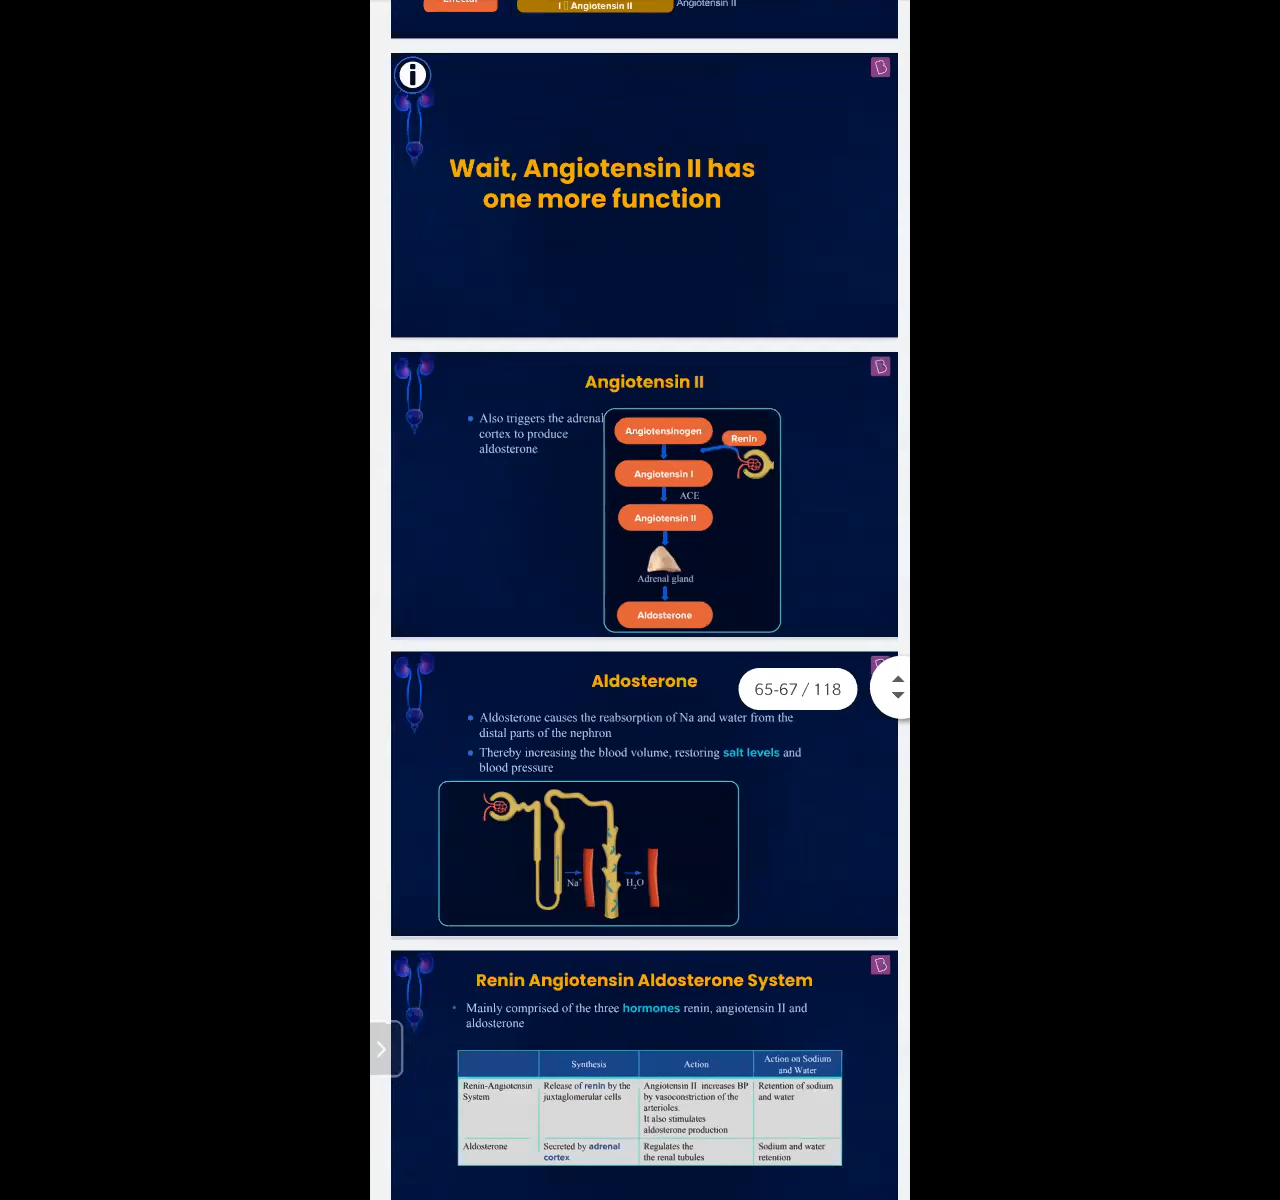 Effector
I Angiotensin II
Angiotensin II
Wait, Angiotensin II has
one more function
Angiotensin II
Also triggers the adrenal
cortex to produce
aldosterone
Angiotensinogen
Renin
Angiotensin I
ACE
Angiotensin II
Adrenal gland
Aldosterone
Aldosterone
65-67 / 118
Aldosterone causes the reabsorption of Na and water from the
distal parts of the nephron
Thereby increasing the blood volume, restoring salt levels and
blood pressure
Na+
H₂O
Renin Angiotensin Aldosterone System
Mainly comprised of the three hormones renin, angiotensin II and
aldosterone
Synthesis
Action
Action on Sodium
and Water
Renin-Angiotensin
System
Release of renin by the
juxtaglomerular cells
Angiotensin II increases BP
by vasoconstriction of the
arterioles.
It also stimulates
aldosterone production
Retention of sodium
and water
Aldosterone
Secreted by adrenal
cortex
Regulates the
the renal tubules
Sodium and water
retention